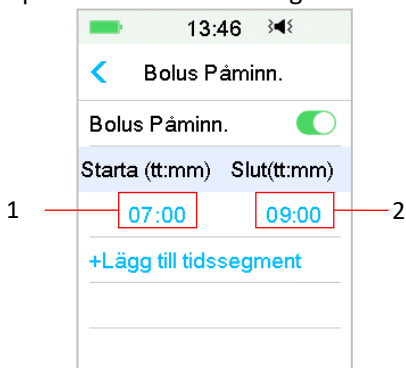 13:46
Bolus Påminn.
Bolus Påminn.
Starta (tt:mm) Slut(tt:mm)
1 07:00 09:00 2
+Lägg till tidssegment